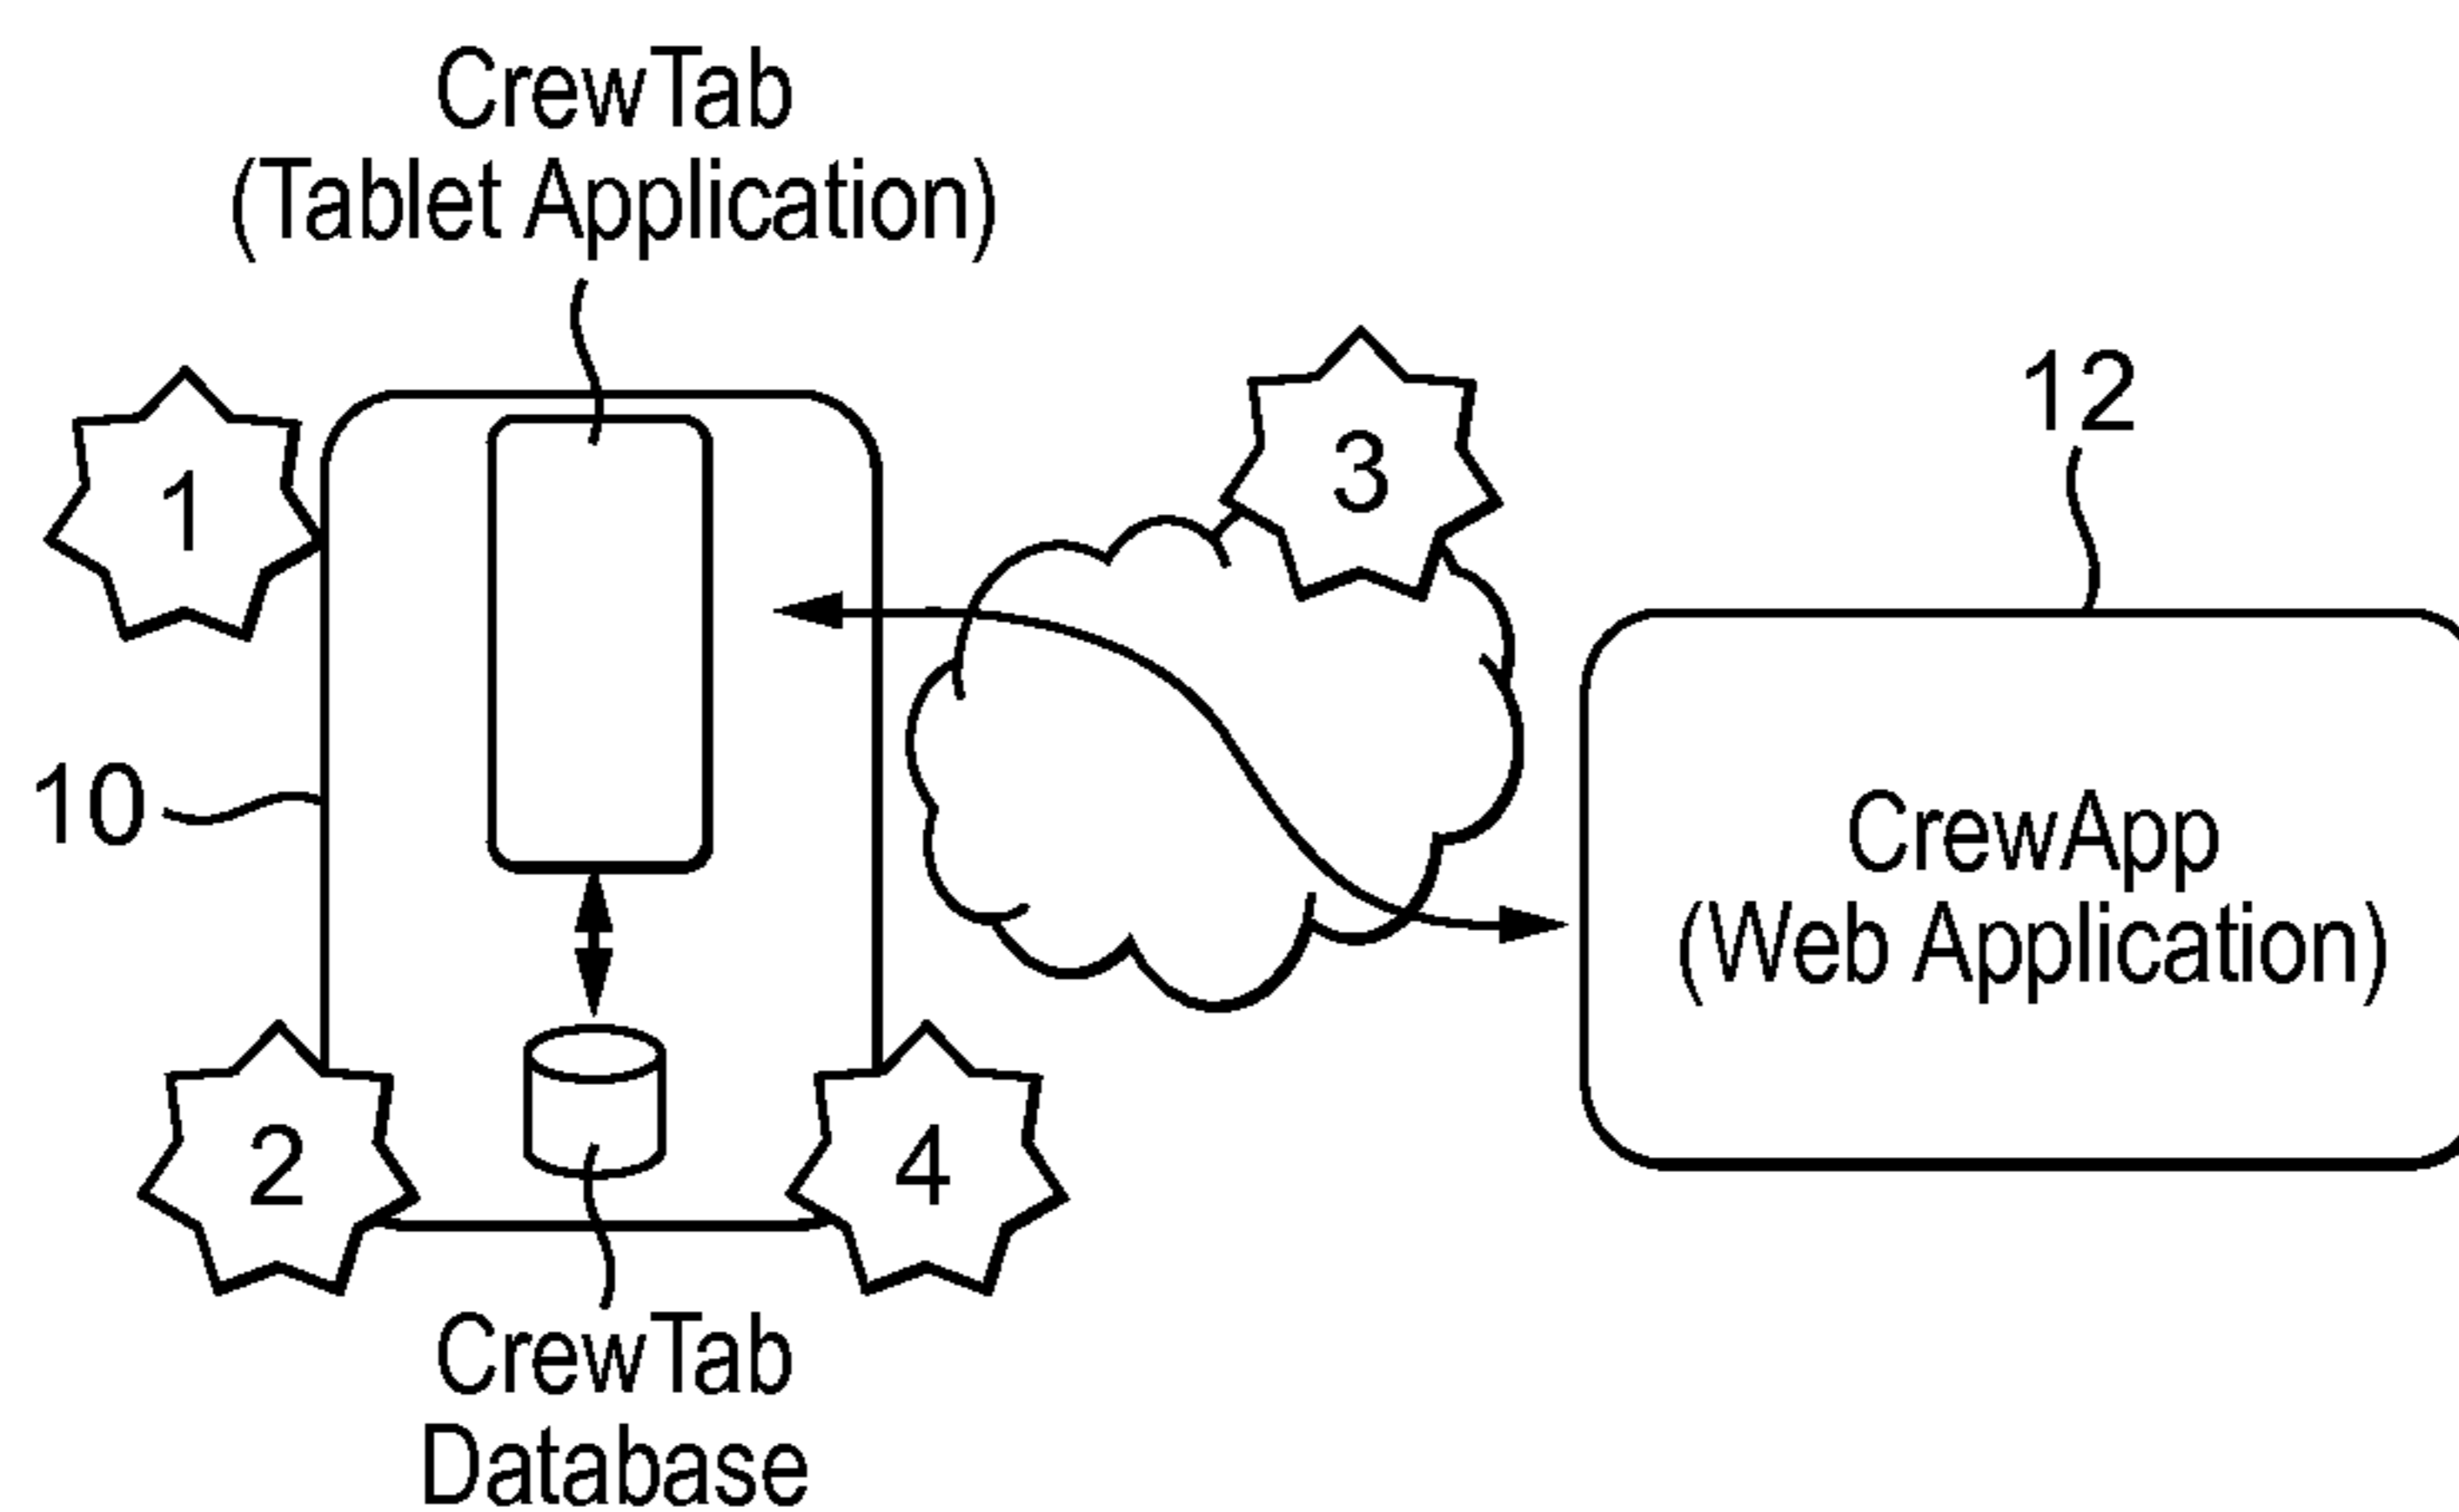 CrewTab
(Tablet Application)
1
3
12
10
CrewApp
(Web Application)
2
4
CrewTab
Database